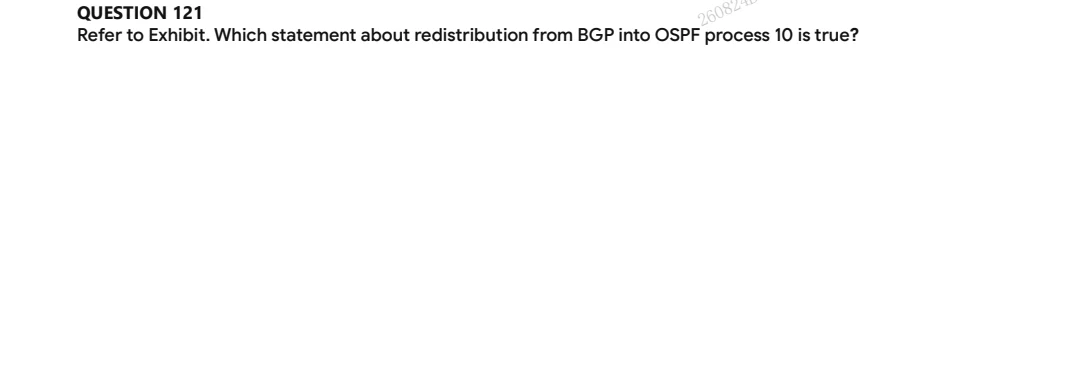 QUESTION 121
Refer to Exhibit. Which statement about redistribution from BGP into OSPF process 10 is true?